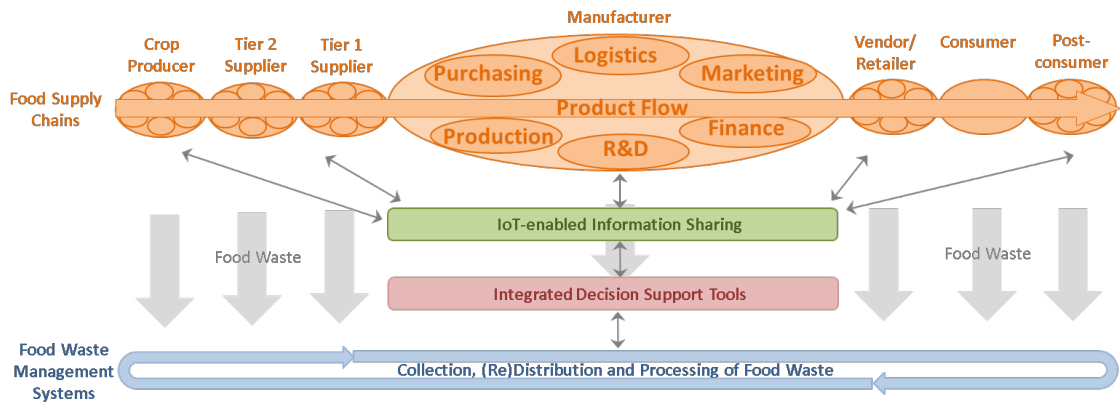 Manufacturer
Crop
Producer
Tier 2
Supplier
Tier 1
Supplier
Vendor/
Retailer
Consumer
Post-
consumer
Logistics
Purchasing
Marketing
Food Supply
Chains
Product Flow
Production
R&D
Finance
IoT-enabled Information Sharing
Food Waste
Food Waste
Integrated Decision Support Tools
Food Waste
Management
Systems
Collection, (Re)Distribution and Processing of Food Waste